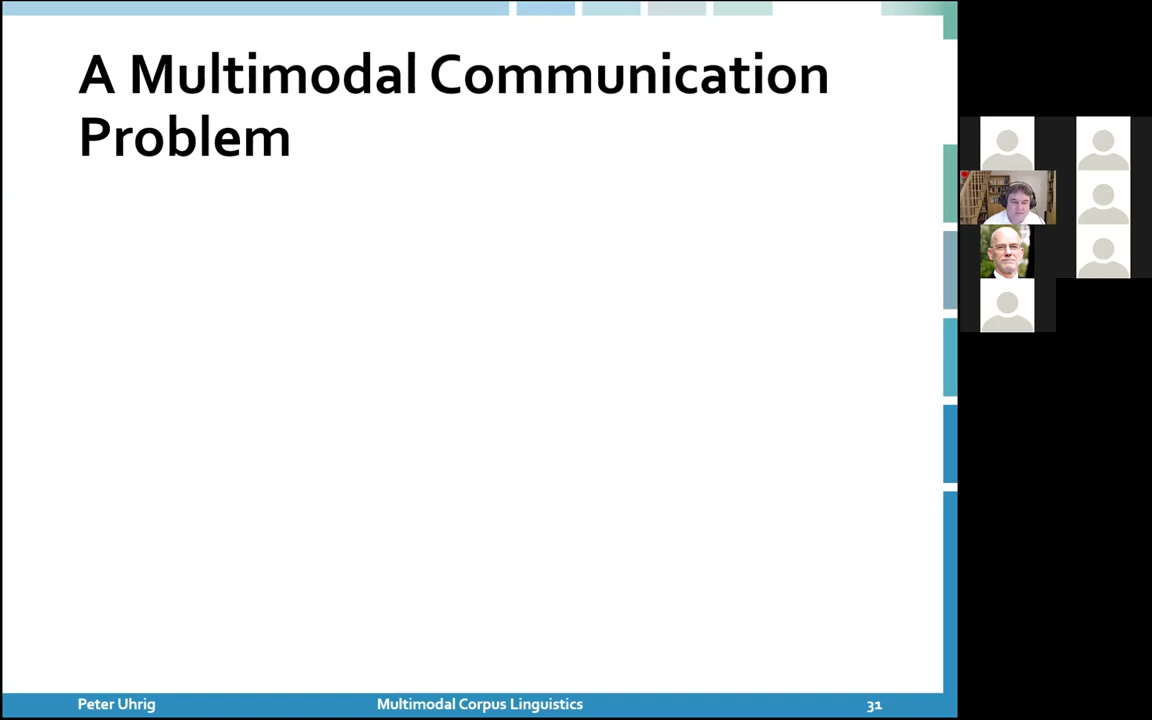 A Multimodal Communication
Problem
Peter Uhrig
Multimodal Corpus Linguistics
31